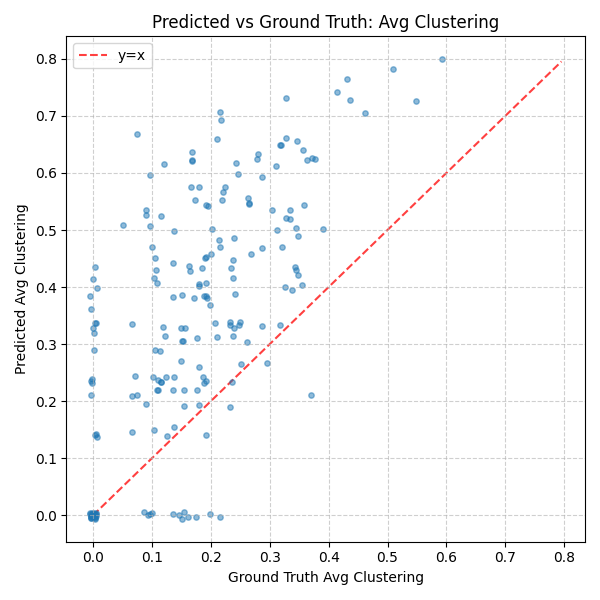 Predicted vs Ground Truth: Avg Clustering
y=x
Predicted Avg Clustering
0.8
0.7
0.6
0.5
0.4
0.3
0.2
0.1
0.0
0.0 0.1 0.2 0.3 0.4 0.5 0.6 0.7 0.8
Ground Truth Avg Clustering